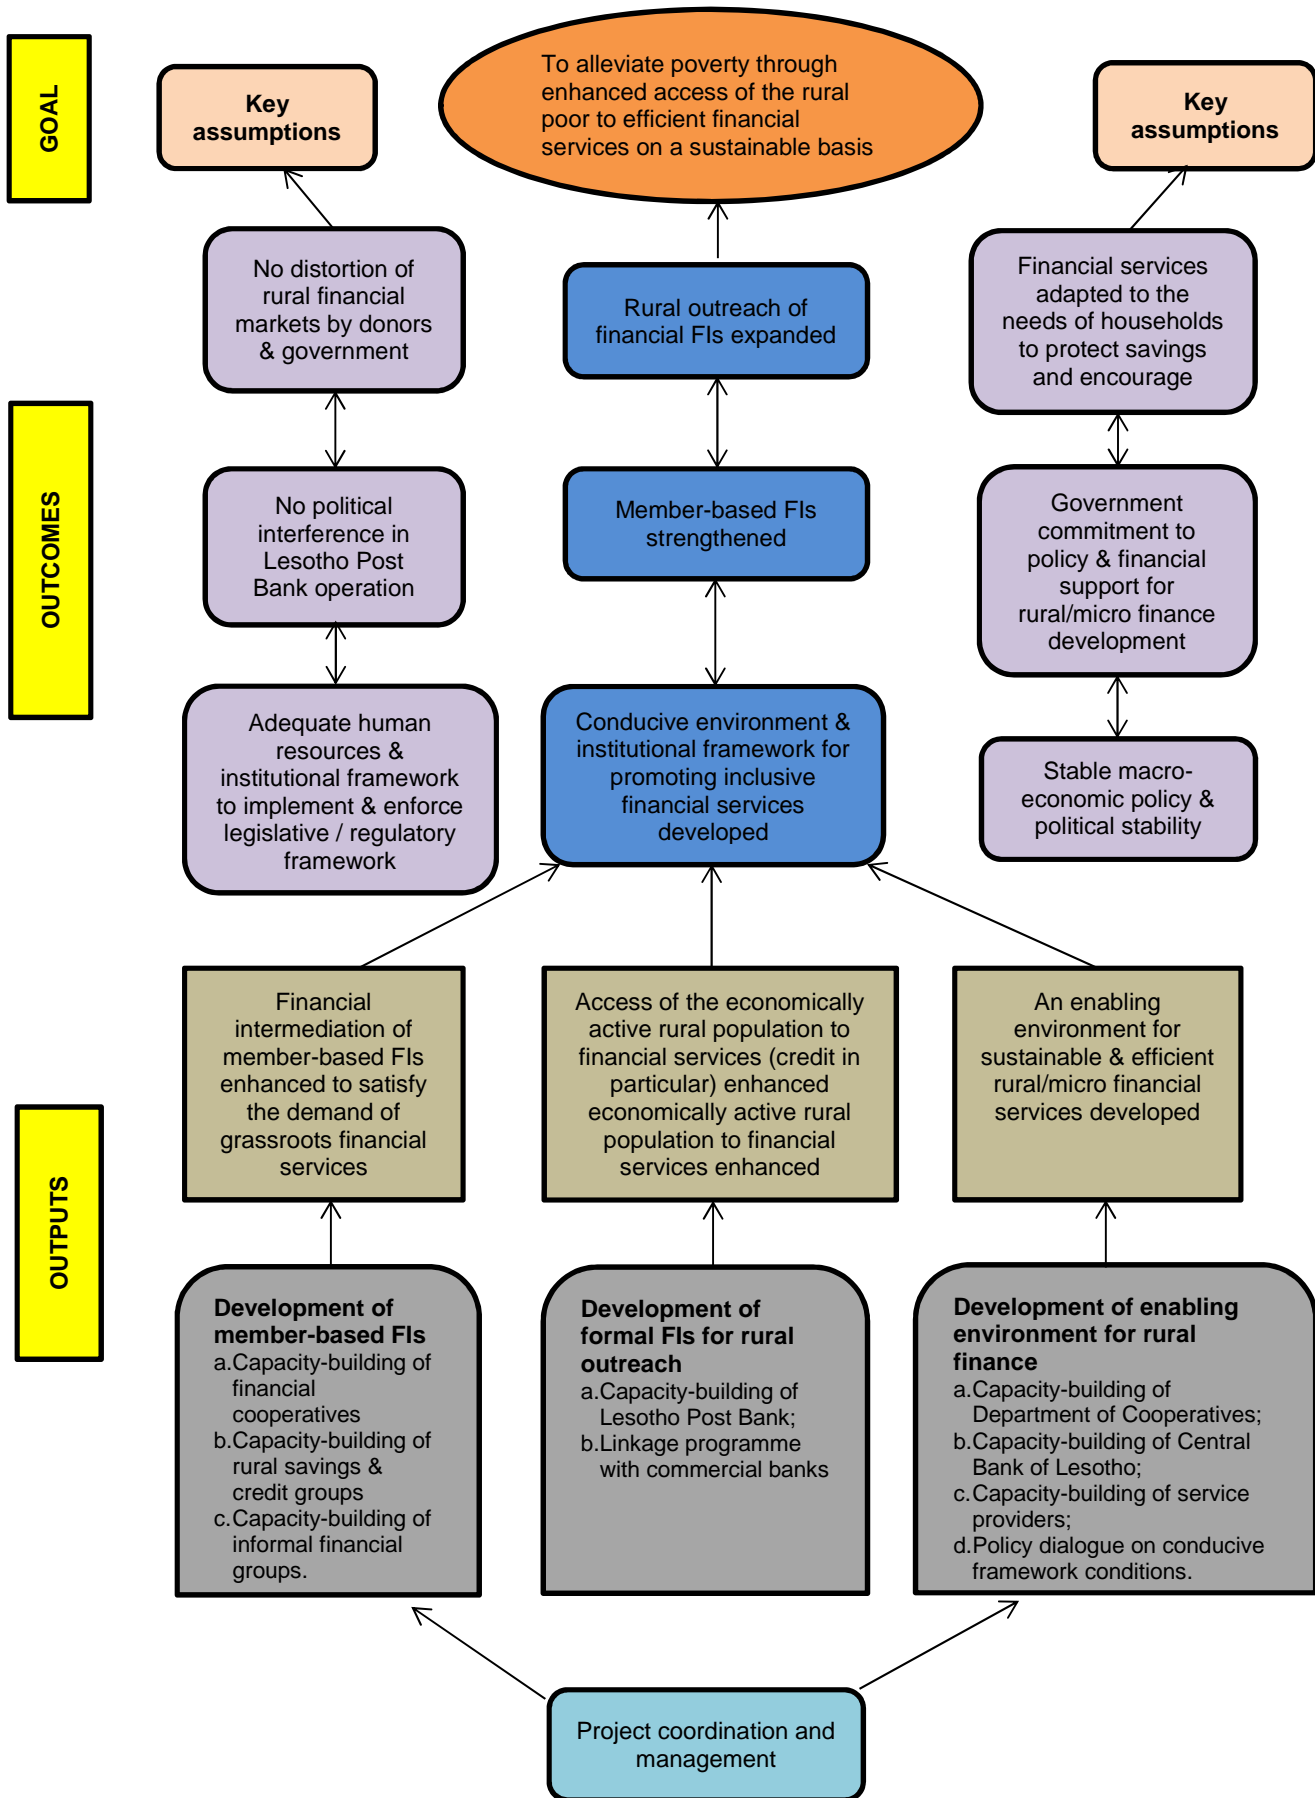 GOAL
Key
assumptions
To alleviate poverty through
enhanced access of the rural
poor to efficient financial
services on a sustainable basis
Key
assumptions
No distortion of
rural financial
markets by donors
& government
Rural outreach of
financial FIs expanded
Financial services
adapted to the
needs of households
to protect savings
and encourage
OUTCOMES
No political
interference in
Lesotho Post
Bank operation
Member-based FIs
strengthened
Government
commitment to
policy & financial
support for
rural/micro finance
development
Adequate human
resources &
institutional framework
to implement & enforce
legislative / regulatory
framework
Conducive environment &
institutional framework for
promoting inclusive
financial services
developed
Stable macro-
economic policy &
political stability
Financial
intermediation of
member-based FIs
enhanced to satisfy
the demand of
grassroots financial
services
Access of the economically
active rural population to
financial services (credit in
particular) enhanced
economically active rural
population to financial
services enhanced
An enabling
environment for
sustainable & efficient
rural/micro financial
services developed
OUTPUTS
Development of
member-based FIs
a.Capacity-building of
financial
cooperatives
b.Capacity-building of
rural savings &
credit groups
c.Capacity-building of
informal financial
groups.
Development of
formal FIs for rural
outreach
a.Capacity-building of
Lesotho Post Bank;
b.Linkage programme
with commercial banks
Development of enabling
environment for rural
finance
a.Capacity-building of
Department of Cooperatives;
b.Capacity-building of Central
Bank of Lesotho;
c.Capacity-building of service
providers;
d.Policy dialogue on conducive
framework conditions.
Project coordination and
management